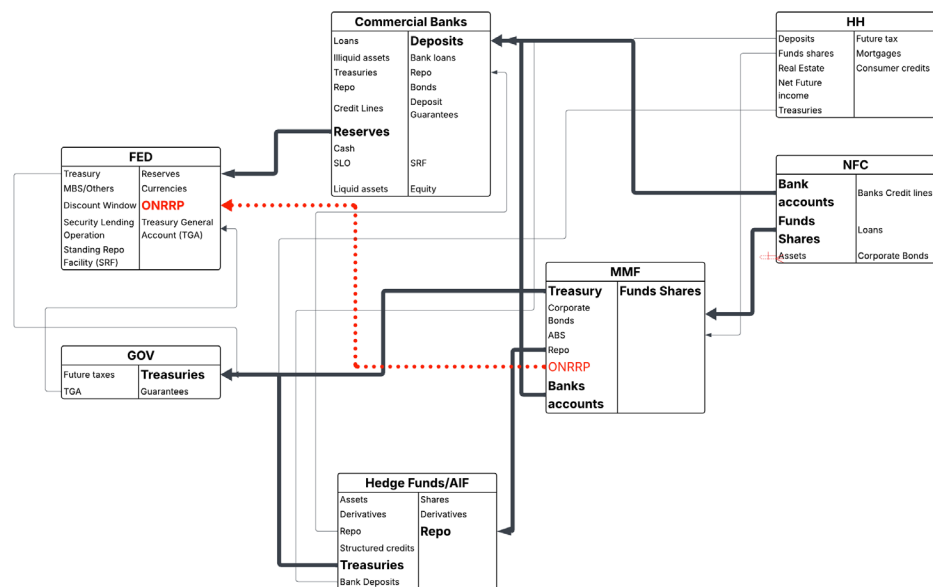 Commercial Banks
Loans
Deposits
Illiquid assets
Bank loans
Treasuries
Repo
Repo
Bonds
Credit Lines
Deposit
Guarantees
Reserves
Cash
SLO
SRF
Liquid assets
Equity
HH
Deposits
Future tax
Funds shares
Mortgages
Real Estate
Consumer credits
Net Future
income
Treasuries
FED
Treasury
Reserves
MBS/Others
Currencies
Discount Window
ONRRP
Security Lending
Operation
Treasury General
Account (TGA)
Standing Repo
Facility (SRF)
NFC
Bank
accounts
Banks Credit lines
Funds
Shares
Loans
Assets
Corporate Bonds
MMF
Treasury
Funds Shares
Corporate
Bonds
ABS
Repo
ONRRP
Banks
accounts
GOV
Future taxes
Treasuries
TGA
Guarantees
Hedge Funds/AIF
Assets
Shares
Derivatives
Derivatives
Repo
Repo
Structured credits
Treasuries
Bank Deposits